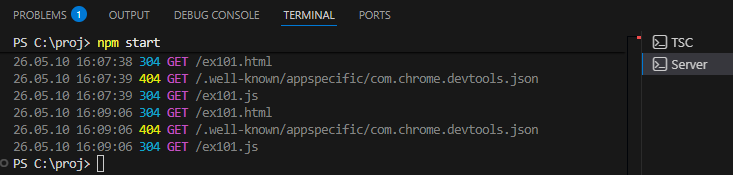 PROBLEMS 1 OUTPUT DEBUG CONSOLE TERMINAL PORTS
PS C:\proj> npm start
26.05.10 16:07:38 304 GET /ex101.html
26.05.10 16:07:39 404 GET /.well-known/appspecific/com.chrome.devtools.json
26.05.10 16:07:39 304 GET /ex101.js
26.05.10 16:09:06 304 GET /ex101.html
26.05.10 16:09:06 404 GET /.well-known/appspecific/com.chrome.devtools.json
26.05.10 16:09:06 304 GET /ex101.js
PS C:\proj>
TSC
Server